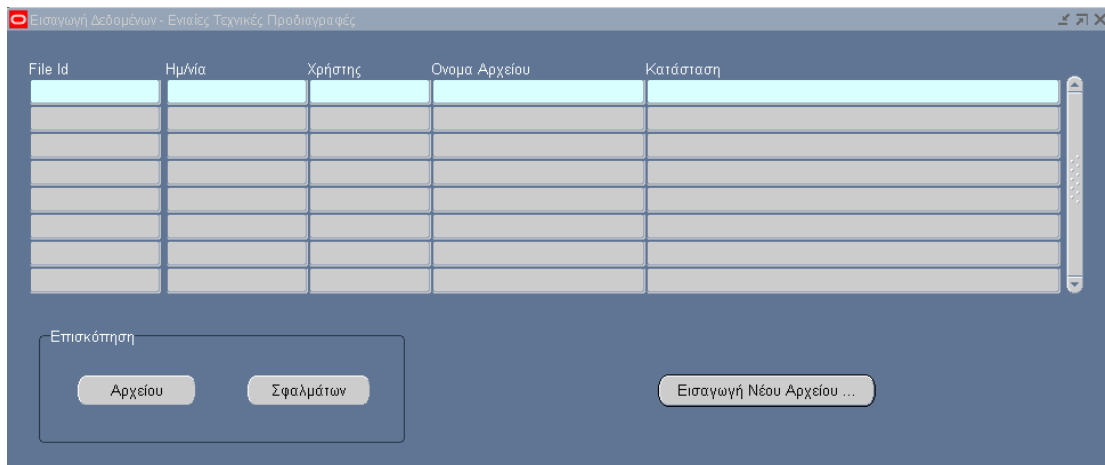 Εισαγωγή Δεδομένων - Ενιαίες Τεχνικές Προδιαγραφές
File Id Ημ/νία Χρήστης Ονομα Αρχείου Κατάσταση
Επισκόπηση
Αρχείου Σφαλμάτων Εισαγωγή Νέου Αρχείου ...